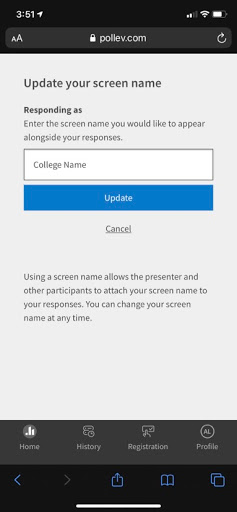 3:51
AA pollev.com
Update your screen name
Responding as
Enter the screen name you would like to appear
alongside your responses.
College Name
Update
Cancel
Using a screen name allows the presenter and
other participants to attach your screen name to
your responses. You can change your screen
name at any time.
AL
Home History Registration Profile